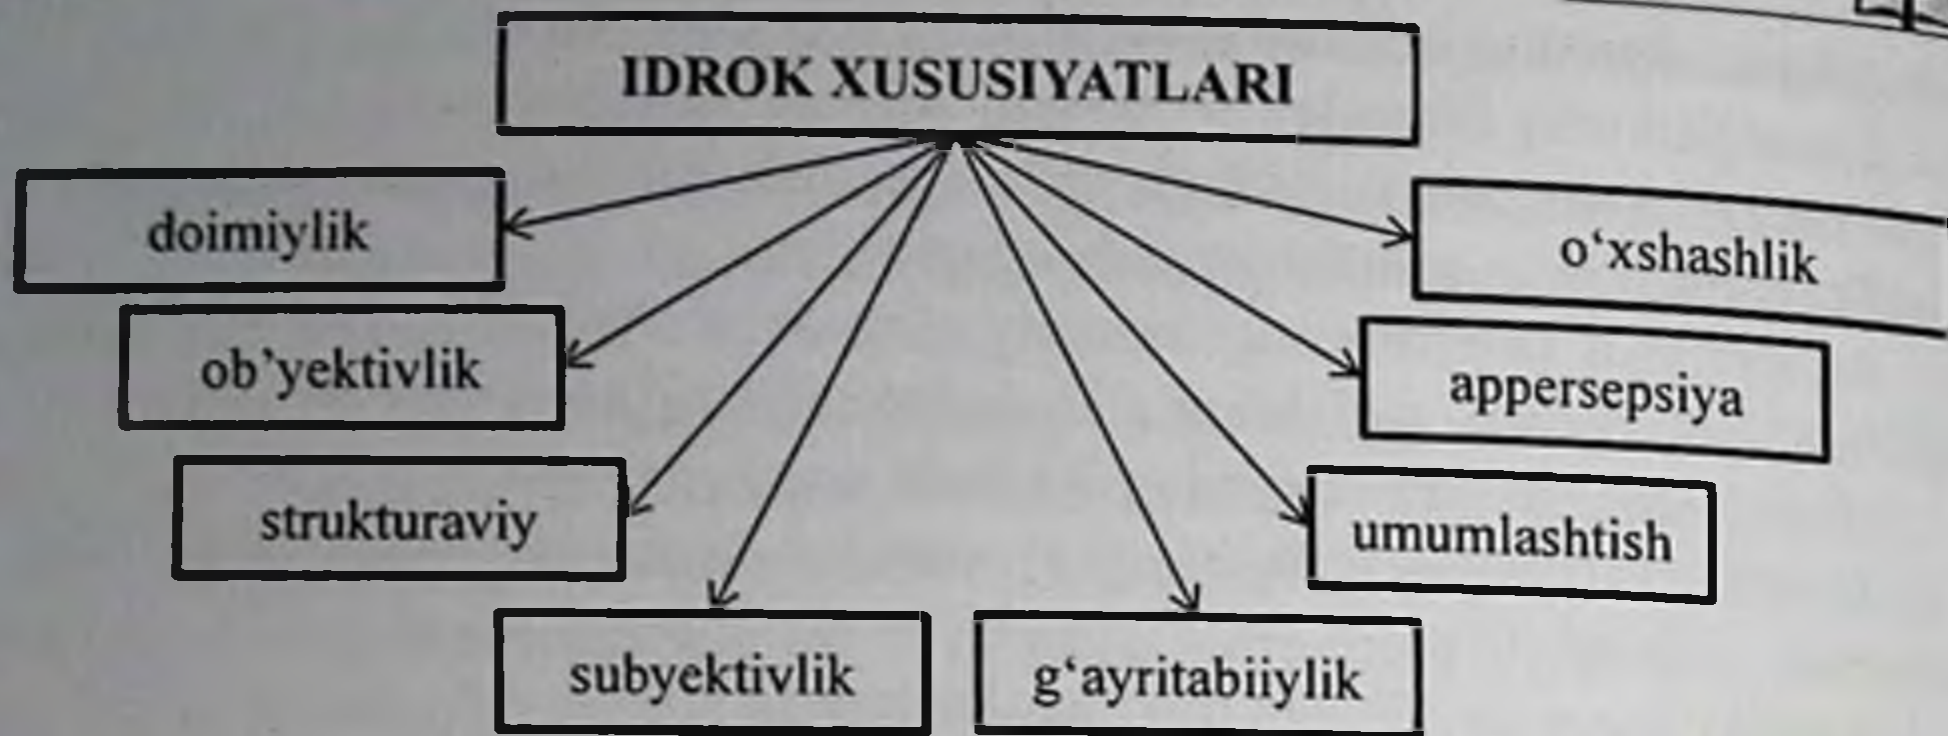 IDROK XUSUSIYATLARI
doimiylik
o‘xshashlik
ob’yektivlik
appersepsiya
strukturaviy
umumlashtish
subyektivlik
g‘ayritabiiylik